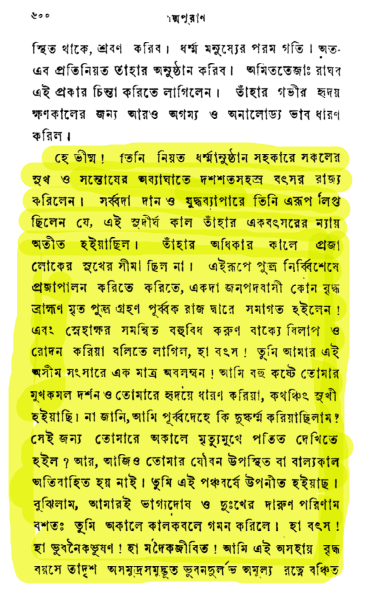 ৬০০
পদ্মপুরাণ
স্থিত থাকে, শ্রবণ করিব। ধর্ম্ম মনুষ্যের পরম গতি। অত-
এব প্রতিনিয়ত তাহার অনুষ্ঠান করিব। অমিততেজাঃ রাঘব
এই প্রকার চিন্তা করিতে লাগিলেন। তাঁহার গভীর হৃদয়
ক্ষণকালের জন্য আরও অগম্য ও অনালোড্য ভাব ধারণ
করিল।
হে ভীষ্ম! তিনি নিয়ত ধর্ম্মানুষ্ঠান সহকারে সকলের
সুখ ও সন্তোষের অব্যাঘাতে দশশতসহস্র বৎসর রাজ্য
করিলেন। সর্ব্বদা দান ও যুদ্ধব্যাপারে তিনি এরূপ লিপ্ত
ছিলেন যে, এই সুদীর্ঘ কাল তাঁহার একবৎসরের ন্যায়
অতীত হইয়াছিল। তাঁহার অধিকার কালে প্রজা
লোকের সুখের সীমা ছিল না। এইরূপে পুত্র নির্ব্বিশেষে
প্রজাপালন করিতে করিতে, একদা জনপদবাসী কোন বৃদ্ধ
ব্রাহ্মণ মৃত পুত্র গ্রহণ পূর্ব্বক রাজ দ্বারে সমাগত হইলেন।
এবং স্নেহাক্ষর সমন্বিত বহুবিধ করুণ বাক্যে বিলাপ ও
রোদন করিয়া বলিতে লাগিল, হা বৎস! তুমি আমার এই
অসীম সংসারে এক মাত্র অবলম্বন! আমি বহু কষ্টে তোমার
মুখকমল দর্শন ও তোমারে হৃদয়ে ধারণ করিয়া, কথঞ্চিৎ সুখী
হইয়াছি। না জানি, আমি পূর্ব্বদেহে কি দুষ্কর্ম্ম করিয়াছিলাম?
সেই জন্য তোমারে অকালে মৃত্যুমুখে পতিত দেখিতে
হইল? আর, আজিও তোমার যৌবন উপস্থিত বা বাল্যকাল
অতিবাহিত হয় নাই। তুমি এই পঞ্চবর্ষে উপনীত হইয়াছ।
বুঝিলাম, আমারই ভাগ্যদোষ ও দুঃখের দারুণ পরিণাম
বশতঃ তুমি অকালে কালকবলে গমন করিলে। হা বৎস!
হা ভুবনৈকভূষণ! হা মদৈকজীবিত! আমি এই অসহায় বৃদ্ধ
বয়সে তাদৃশ অসমুদ্রসমুদ্ভূত ভুবনদুর্লভ অমূল্য রত্নে বঞ্চিত